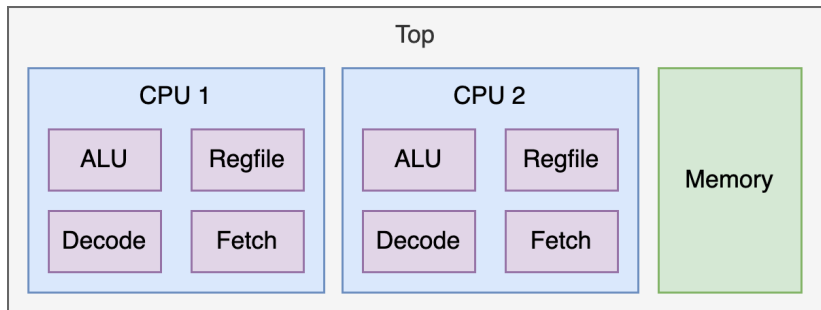 Top
CPU 1
ALU
Regfile
Decode
Fetch
CPU 2
ALU
Regfile
Decode
Fetch
Memory